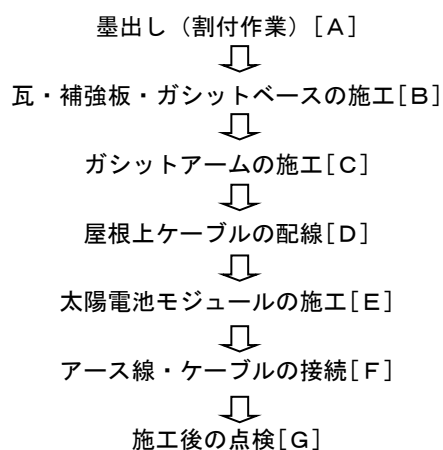 墨出し（割付作業）［Ａ］
瓦・補強板・ガシットベースの施工［Ｂ］
ガシットアームの施工［Ｃ］
屋根上ケーブルの配線［Ｄ］
太陽電池モジュールの施工［Ｅ］
アース線・ケーブルの接続［Ｆ］
施工後の点検［Ｇ］